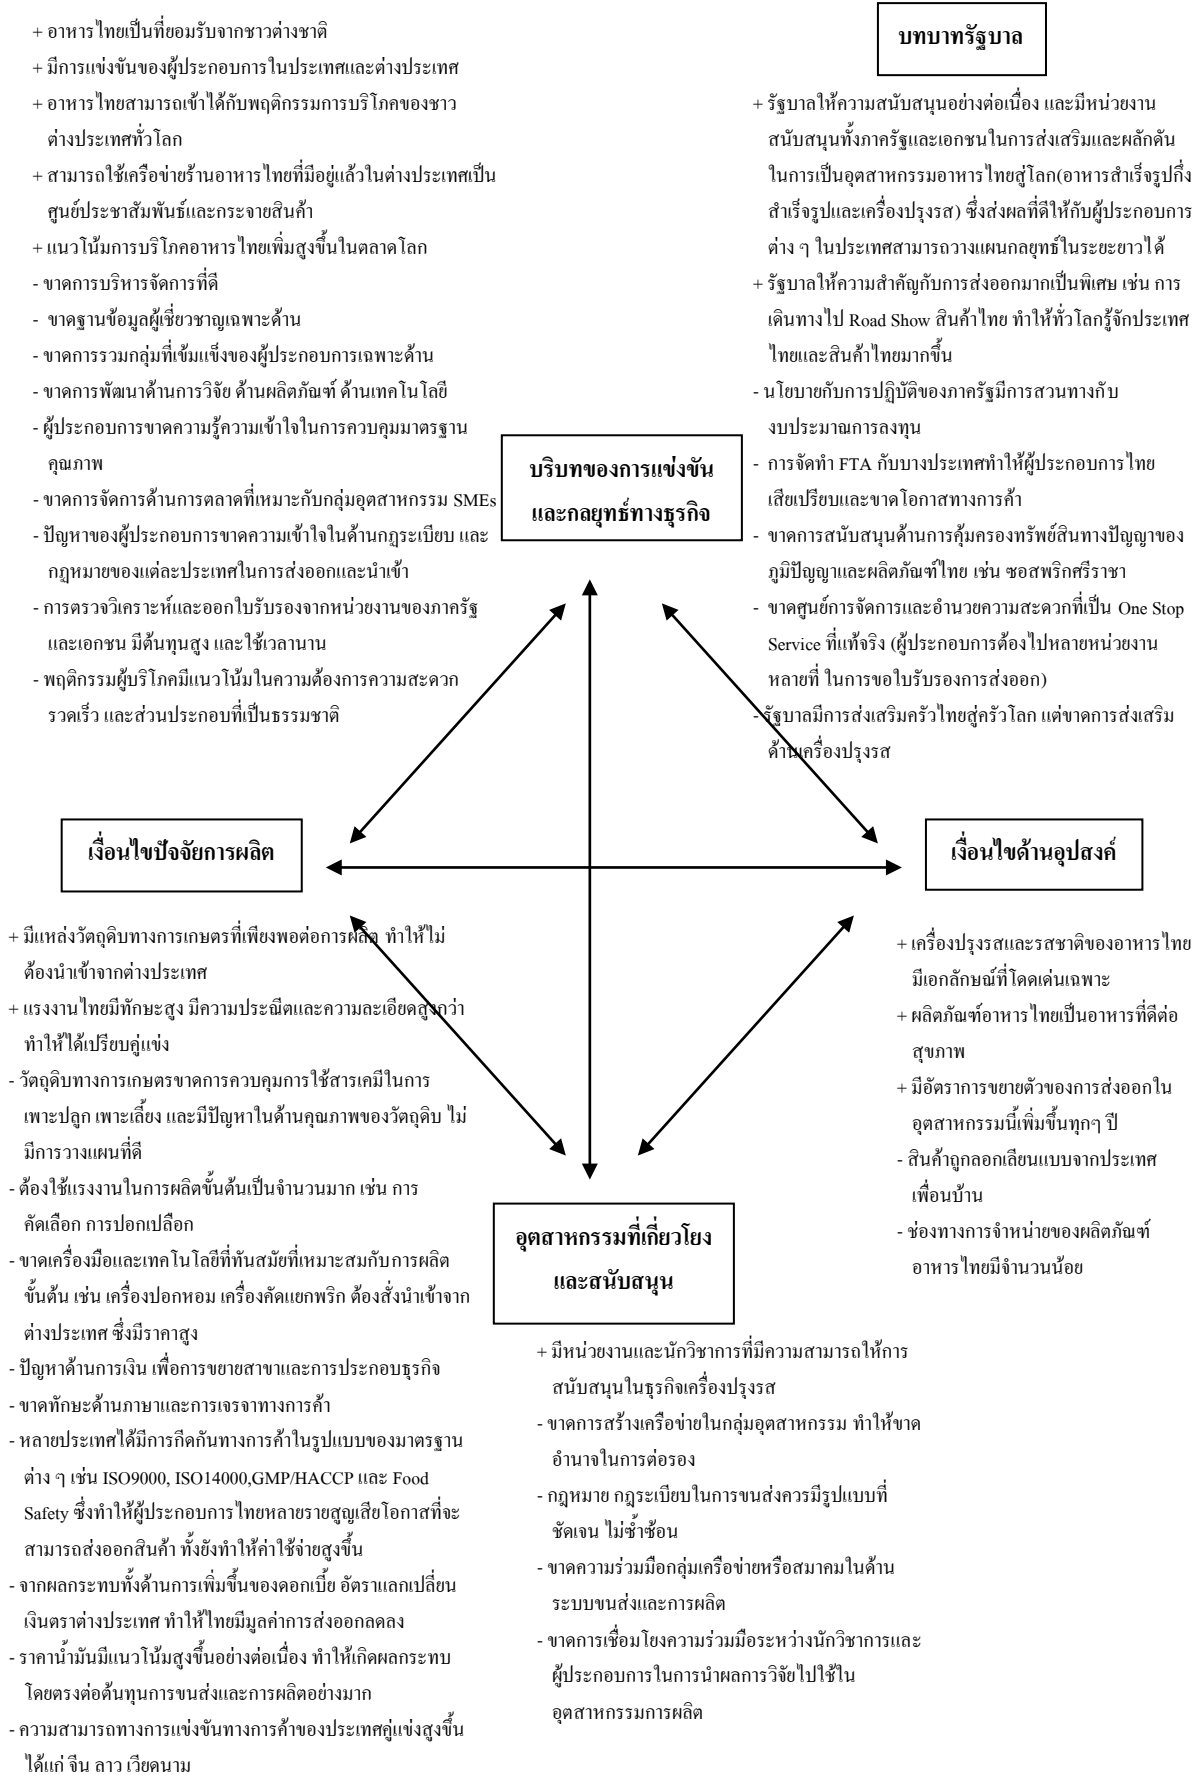 + อาหารไทยเป็นที่ยอมรับจากชาวต่างชาติ
+ มีการแข่งขันของผู้ประกอบการในประเทศและต่างประเทศ
+ อาหารไทยสามารถเข้าได้กับพฤติกรรมการบริโภคของชาว
ต่างประเทศทั่วโลก
+ สามารถใช้เครือข่ายร้านอาหารไทยที่มีอยู่แล้วในต่างประเทศเป็น
ศูนย์ประชาสัมพันธ์และกระจายสินค้า
+ แนวโน้มการบริโภคอาหารไทยเพิ่มสูงขึ้นในตลาดโลก
- ขาดการบริหารจัดการที่ดี
- ขาดฐานข้อมูลผู้เชี่ยวชาญเฉพาะด้าน
- ขาดการรวมกลุ่มที่เข้มแข็งของผู้ประกอบการเฉพาะด้าน
- ขาดการพัฒนาด้านการวิจัย ด้านผลิตภัณฑ์ ด้านเทคโนโลยี
- ผู้ประกอบการขาดความรู้ความเข้าใจในการควบคุมมาตรฐาน
คุณภาพ
- ขาดการจัดการด้านการตลาดที่เหมาะกับกลุ่มอุตสาหกรรม SMEs
- ปัญหาของผู้ประกอบการขาดความเข้าใจในด้านกฏระเบียบ และ
กฏหมายของแต่ละประเทศในการส่งออกและนำเข้า
- การตรวจวิเคราะห์และออกใบรับรองจากหน่วยงานของภาครัฐ
และเอกชน มีต้นทุนสูง และใช้เวลานาน
- พฤติกรรมผู้บริโภคมีแนวโน้มในความต้องการความสะดวก
รวดเร็ว และส่วนประกอบที่เป็นธรรมชาติ
บทบาทรัฐบาล
+ รัฐบาลให้ความสนับสนุนอย่างต่อเนื่อง และมีหน่วยงาน
สนับสนุนทั้งภาครัฐและเอกชนในการส่งเสริมและผลักดัน
ในการเป็นอุตสาหกรรมอาหารไทยสู่โลก(อาหารสำเร็จรูปกึ่ง
สำเร็จรูปและเครื่องปรุงรส) ซึ่งส่งผลที่ดีให้กับผู้ประกอบการ
ต่าง ๆ ในประเทศสามารถวางแผนกลยุทธ์ในระยะยาวได้
+ รัฐบาลให้ความสำคัญกับการส่งออกมากเป็นพิเศษ เช่น การ
เดินทางไป Road Show สินค้าไทย ทำให้ทั่วโลกรู้จักประเทศ
ไทยและสินค้าไทยมากขึ้น
- นโยบายกับการปฏิบัติของภาครัฐมีการสวนทางกับ
งบประมาณการลงทุน
- การจัดทำ FTA กับบางประเทศทำให้ผู้ประกอบการไทย
เสียเปรียบและขาดโอกาสทางการค้า
- ขาดการสนับสนุนด้านการคุ้มครองทรัพย์สินทางปัญญาของ
ภูมิปัญญาและผลิตภัณฑ์ไทย เช่น ซอสพริกศรีราชา
- ขาดศูนย์การจัดการและอำนวยความสะดวกที่เป็น One Stop
Service ที่แท้จริง (ผู้ประกอบการต้องไปหลายหน่วยงาน
หลายที่ ในการขอใบรับรองการส่งออก)
- รัฐบาลมีการส่งเสริมครัวไทยสู่ครัวโลก แต่ขาดการส่งเสริม
ด้านเครื่องปรุงรส
บริบทของการแข่งขัน
และกลยุทธ์ทางธุรกิจ
เงื่อนไขปัจจัยการผลิต
+ มีแหล่งวัตถุดิบทางการเกษตรที่เพียงพอต่อการผลิต ทำให้ไม่
ต้องนำเข้าจากต่างประเทศ
+ แรงงานไทยมีทักษะสูง มีความประณีตและความละเอียดสูงกว่า
ทำให้ได้เปรียบคู่แข่ง
- วัตถุดิบทางการเกษตรขาดการควบคุมการใช้สารเคมีในการ
เพาะปลูก เพาะเลี้ยง และมีปัญหาในด้านคุณภาพของวัตถุดิบ ไม่
มีการวางแผนที่ดี
- ต้องใช้แรงงานในการผลิตขั้นต้นเป็นจำนวนมาก เช่น การ
คัดเลือก การปอกเปลือก
- ขาดเครื่องมือและเทคโนโลยีที่ทันสมัยที่เหมาะสมกับการผลิต
ขั้นต้น เช่น เครื่องปอกหอม เครื่องคัดแยกพริก ต้องสั่งนำเข้าจาก
ต่างประเทศ ซึ่งมีราคาสูง
- ปัญหาด้านการเงิน เพื่อการขยายสาขาและการประกอบธุรกิจ
- ขาดทักษะด้านภาษาและการเจรจาทางการค้า
- หลายประเทศได้มีการกีดกันทางการค้าในรูปแบบของมาตรฐาน
ต่าง ๆ เช่น ISO9000, ISO14000,GMP/HACCP และ Food
Safety ซึ่งทำให้ผู้ประกอบการไทยหลายรายสูญเสียโอกาสที่จะ
สามารถส่งออกสินค้า ทั้งยังทำให้ค่าใช้จ่ายสูงขึ้น
- จากผลกระทบทั้งด้านการเพิ่มขึ้นของดอกเบี้ย อัตราแลกเปลี่ยน
เงินตราต่างประเทศ ทำให้ไทยมีมูลค่าการส่งออกลดลง
- ราคาน้ำมันมีแนวโน้มสูงขึ้นอย่างต่อเนื่อง ทำให้เกิดผลกระทบ
โดยตรงต่อต้นทุนการขนส่งและการผลิตอย่างมาก
- ความสามารถทางการแข่งขันทางการค้าของประเทศคู่แข่งสูงขึ้น
ได้แก่ จีน ลาว เวียดนาม
เงื่อนไขด้านอุปสงค์
+ เครื่องปรุงรสและรสชาติของอาหารไทย
มีเอกลักษณ์ที่โดดเด่นเฉพาะ
+ ผลิตภัณฑ์อาหารไทยเป็นอาหารที่ดีต่อ
สุขภาพ
+ มีอัตราการขยายตัวของการส่งออกใน
อุตสาหกรรมนี้เพิ่มขึ้นทุกๆ ปี
- สินค้าถูกลอกเลียนแบบจากประเทศ
เพื่อนบ้าน
- ช่องทางการจำหน่ายของผลิตภัณฑ์
อาหารไทยมีจำนวนน้อย
อุตสาหกรรมที่เกี่ยวโยง
และสนับสนุน
+ มีหน่วยงานและนักวิชาการที่มีความสามารถให้การ
สนับสนุนในธุรกิจเครื่องปรุงรส
- ขาดการสร้างเครือข่ายในกลุ่มอุตสาหกรรม ทำให้ขาด
อำนาจในการต่อรอง
- กฎหมาย กฎระเบียบในการขนส่งควรมีรูปแบบที่
ชัดเจน ไม่ซ้ำซ้อน
- ขาดความร่วมมือกลุ่มเครือข่ายหรือสมาคมในด้าน
ระบบขนส่งและการผลิต
- ขาดการเชื่อมโยงความร่วมมือระหว่างนักวิชาการและ
ผู้ประกอบการในการนำผลการวิจัยไปใช้ใน
อุตสาหกรรมการผลิต